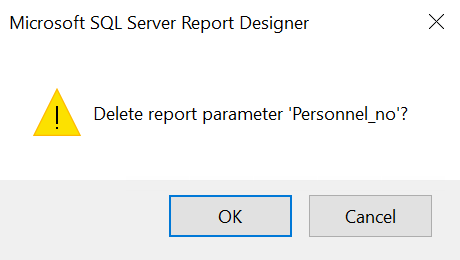 Microsoft SQL Server Report Designer
Delete report parameter 'Personnel_no'?
OK
Cancel